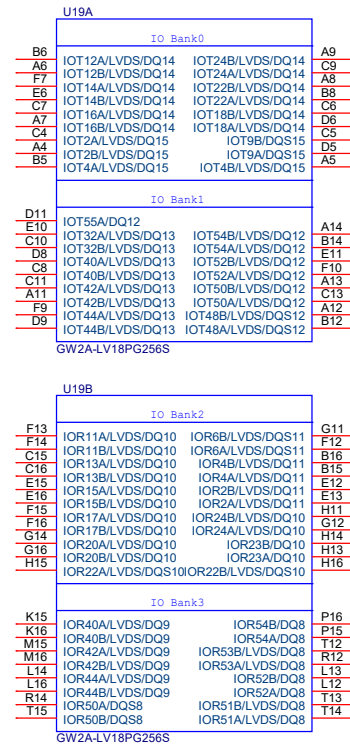 U19A
IO Bank0
B6 IOT12A/LVDS/DQ14 IOT24B/LVDS/DQ14 A9
A6 IOT12B/LVDS/DQ14 IOT24A/LVDS/DQ14 C9
F7 IOT14A/LVDS/DQ14 IOT22B/LVDS/DQ14 A8
E6 IOT14B/LVDS/DQ14 IOT22A/LVDS/DQ14 B8
C7 IOT16A/LVDS/DQ14 IOT18B/LVDS/DQ14 C6
A7 IOT16B/LVDS/DQ14 IOT18A/LVDS/DQ14 D6
C4 IOT2A/LVDS/DQ15 IOT9B/DQS15 C5
A4 IOT2B/LVDS/DQ15 IOT9A/DQS15 D5
B5 IOT4A/LVDS/DQ15 IOT4B/LVDS/DQ15 A5
IO Bank1
D11 IOT55A/DQ12
E10 IOT32A/LVDS/DQ13 IOT54B/LVDS/DQ12 A14
C10 IOT32B/LVDS/DQ13 IOT54A/LVDS/DQ12 B14
D8 IOT40A/LVDS/DQ13 IOT52B/LVDS/DQ12 E11
C8 IOT40B/LVDS/DQ13 IOT52A/LVDS/DQ12 F10
C11 IOT42A/LVDS/DQ13 IOT50B/LVDS/DQ12 A13
A11 IOT42B/LVDS/DQ13 IOT50A/LVDS/DQ12 C13
F9 IOT44A/LVDS/DQ13 IOT48B/LVDS/DQS12 A12
D9 IOT44B/LVDS/DQ13 IOT48A/LVDS/DQS12 B12
GW2A-LV18PG256S
U19B
IO Bank2
F13 IOR11A/LVDS/DQ10 IOR6B/LVDS/DQS11 G11
F14 IOR11B/LVDS/DQ10 IOR6A/LVDS/DQS11 F12
C15 IOR13A/LVDS/DQ10 IOR4B/LVDS/DQ11 B16
C16 IOR13B/LVDS/DQ10 IOR4A/LVDS/DQ11 B15
E15 IOR15A/LVDS/DQ10 IOR2B/LVDS/DQ11 E12
E16 IOR15B/LVDS/DQ10 IOR2A/LVDS/DQ11 E13
F15 IOR17A/LVDS/DQ10 IOR24B/LVDS/DQ10 H11
F16 IOR17B/LVDS/DQ10 IOR24A/LVDS/DQ10 G12
G14 IOR20A/LVDS/DQ10 IOR23B/DQ10 H14
G16 IOR20B/LVDS/DQ10 IOR23A/DQ10 H13
H15 IOR22A/LVDS/DQS10 IOR22B/LVDS/DQS10 H16
IO Bank3
K15 IOR40A/LVDS/DQ9 IOR54B/DQ8 P16
K16 IOR40B/LVDS/DQ9 IOR54A/DQ8 P15
M15 IOR42A/LVDS/DQ9 IOR53B/LVDS/DQ8 T12
M16 IOR42B/LVDS/DQ9 IOR53A/LVDS/DQ8 R12
L14 IOR44A/LVDS/DQ9 IOR52B/DQ8 L13
L16 IOR44B/LVDS/DQ9 IOR52A/DQ8 L12
R14 IOR50A/DQS8 IOR51B/LVDS/DQ8 T13
T15 IOR50B/DQS8 IOR51A/LVDS/DQ8 T14
GW2A-LV18PG256S